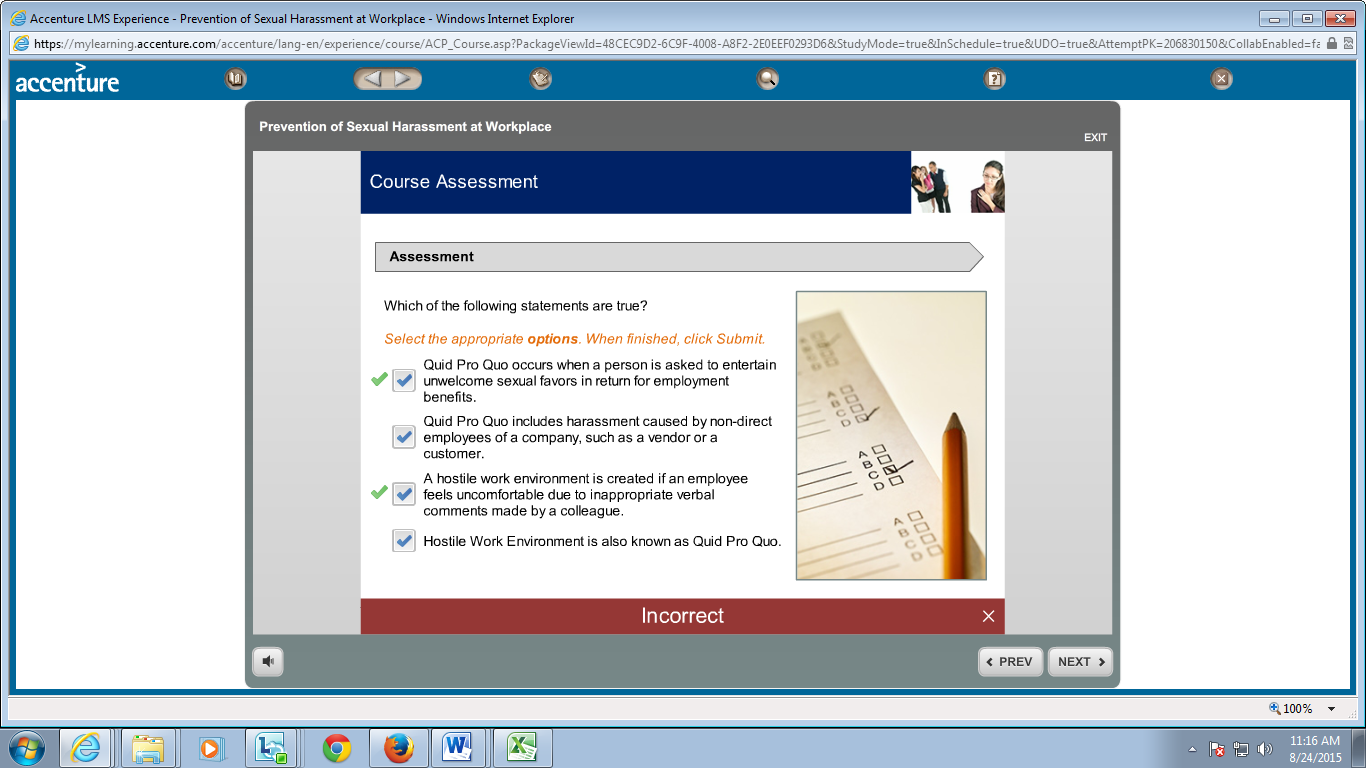 Accenture LMS Experience - Prevention of Sexual Harassment at Workplace - Windows Internet Explorer
https://mylearning.accenture.com/accenture/lang-en/experience/course/ACP_Course.asp?PackageViewId=48CEC9D2-6C9F-4008-A8F2-2E0EEF0293D6&StudyMode=true&InSchedule=true&UDO=true&AttemptPK=206830150&CollabEnabled=fa
accenture
Prevention of Sexual Harassment at Workplace
EXIT
Course Assessment
Assessment
Which of the following statements are true?
Select the appropriate options. When finished, click Submit.
Quid Pro Quo occurs when a person is asked to entertain
unwelcome sexual favors in return for employment
benefits.
Quid Pro Quo includes harassment caused by non-direct
employees of a company, such as a vendor or a
customer.
A hostile work environment is created if an employee
feels uncomfortable due to inappropriate verbal
comments made by a colleague.
Hostile Work Environment is also known as Quid Pro Quo.
A B C D
A B C D
A B C D
Incorrect
PREV
NEXT
100%
11:16 AM
8/24/2015